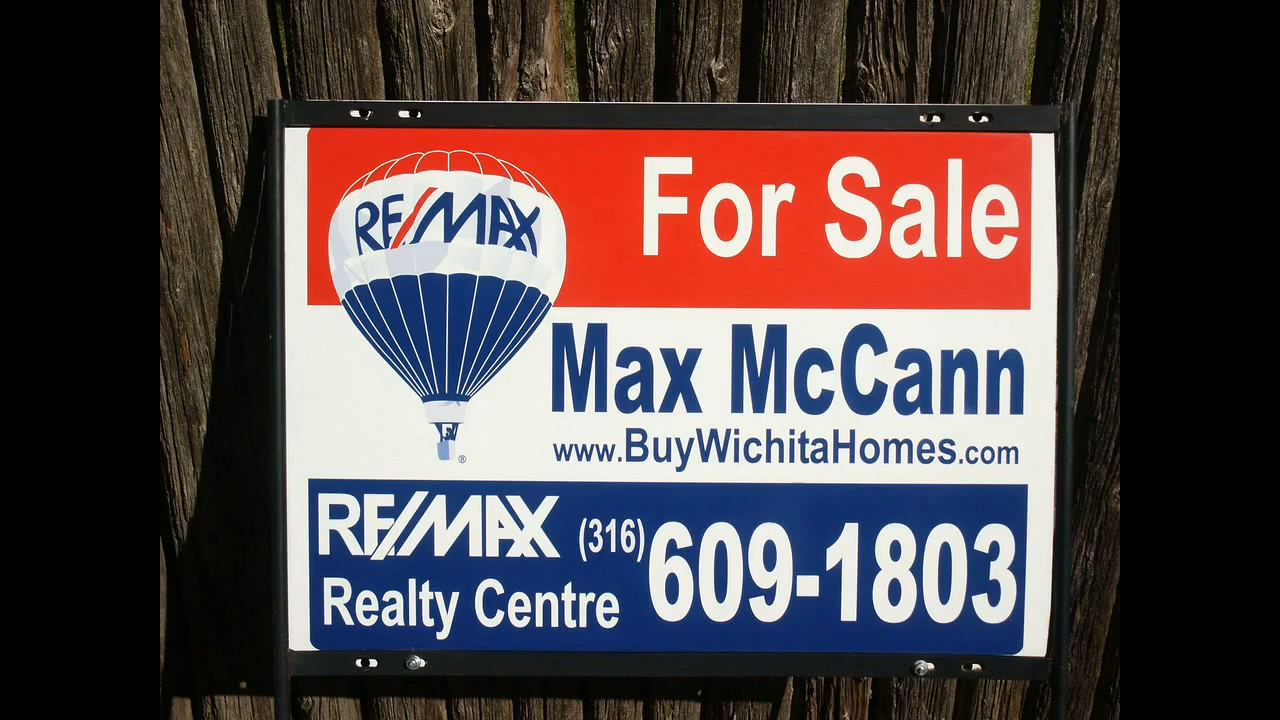 RE/MAX
For Sale
Max McCann
www.BuyWichitaHomes.com
®
RE/MAX
Realty Centre
(316) 609-1803